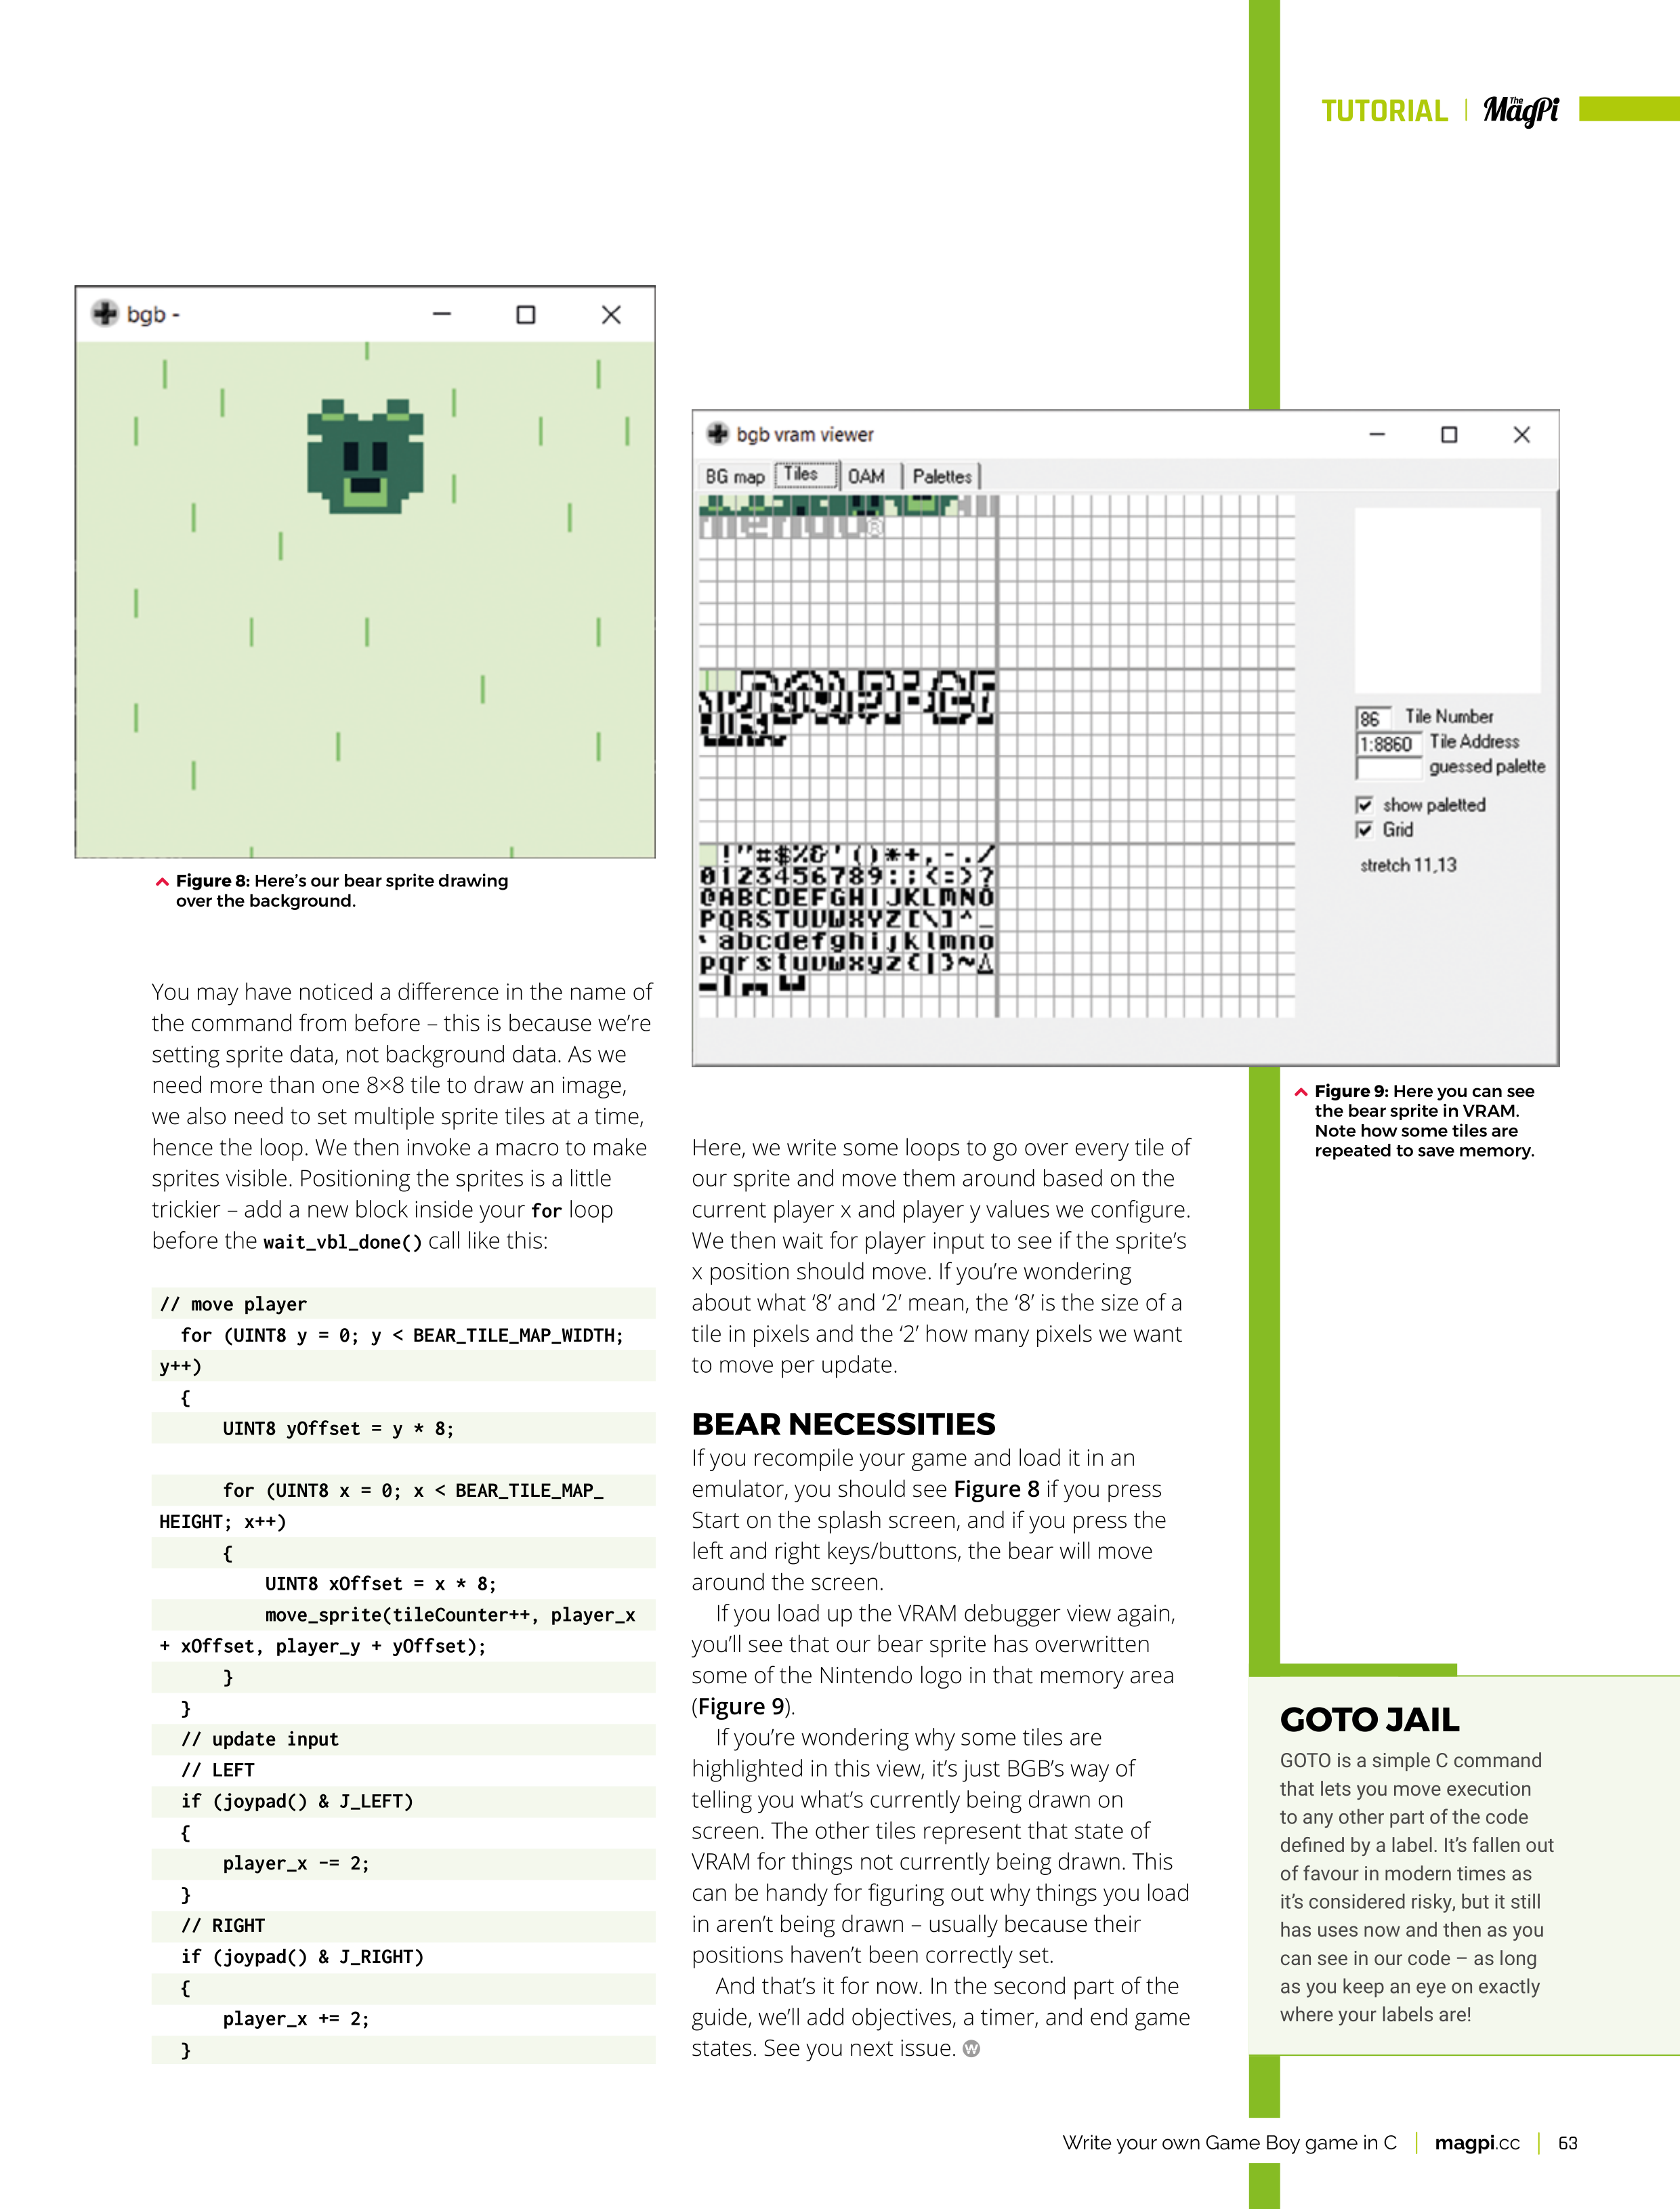 TUTORIAL
The MagPi
bgb -
Figure 8: Here's our bear sprite drawing
over the background.
You may have noticed a difference in the name of
the command from before – this is because we're
setting sprite data, not background data. As we
need more than one 8×8 tile to draw an image,
we also need to set multiple sprite tiles at a time,
hence the loop. We then invoke a macro to make
sprites visible. Positioning the sprites is a little
trickier – add a new block inside your for loop
before the wait_vbl_done() call like this:
// move player
for (UINT8 y = 0; y < BEAR_TILE_MAP_WIDTH;
y++)
{
UINT8 yOffset = y * 8;
for (UINT8 x = 0; x < BEAR_TILE_MAP_
HEIGHT; x++)
{
UINT8 xOffset = x * 8;
move_sprite(tileCounter++, player_x
+ xOffset, player_y + yOffset);
}
}
// update input
// LEFT
if (joypad() & J_LEFT)
{
player_x -= 2;
}
// RIGHT
if (joypad() & J_RIGHT)
{
player_x += 2;
}
bgb vram viewer
BG map Tiles OAM Palettes
86 Tile Number
1:8860 Tile Address
guessed palette
show paletted
Grid
stretch 11,13
!"#$%&'()*+,-./
0123456789:;<=>?
@ABCDEFGHIJKLMNO
PQRSTUVWXYZ[\]^_
`abcdefghijklmno
pqrstuvwxyz{|}~
Figure 9: Here you can see
the bear sprite in VRAM.
Note how some tiles are
repeated to save memory.
Here, we write some loops to go over every tile of
our sprite and move them around based on the
current player x and player y values we configure.
We then wait for player input to see if the sprite's
x position should move. If you're wondering
about what '8' and '2' mean, the '8' is the size of a
tile in pixels and the '2' how many pixels we want
to move per update.
BEAR NECESSITIES
If you recompile your game and load it in an
emulator, you should see Figure 8 if you press
Start on the splash screen, and if you press the
left and right keys/buttons, the bear will move
around the screen.
If you load up the VRAM debugger view again,
you'll see that our bear sprite has overwritten
some of the Nintendo logo in that memory area
(Figure 9).
If you're wondering why some tiles are
highlighted in this view, it's just BGB's way of
telling you what's currently being drawn on
screen. The other tiles represent that state of
VRAM for things not currently being drawn. This
can be handy for figuring out why things you load
in aren't being drawn – usually because their
positions haven't been correctly set.
And that's it for now. In the second part of the
guide, we'll add objectives, a timer, and end game
states. See you next issue. W
GOTO JAIL
GOTO is a simple C command
that lets you move execution
to any other part of the code
defined by a label. It's fallen out
of favour in modern times as
it's considered risky, but it still
has uses now and then as you
can see in our code – as long
as you keep an eye on exactly
where your labels are!
Write your own Game Boy game in C | magpi.cc | 63